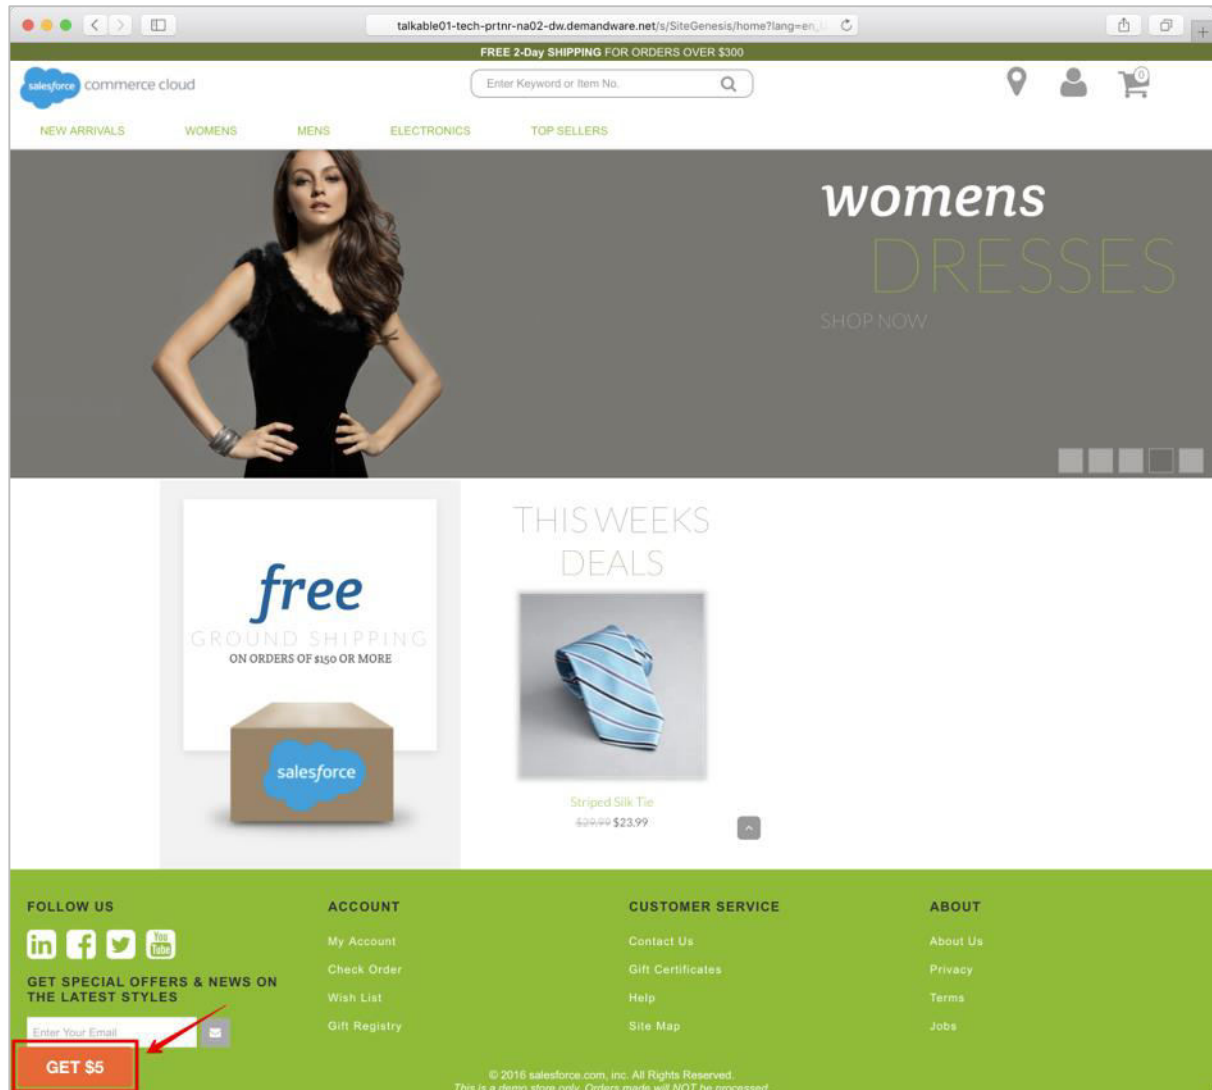 talkable01-tech-prtnr-na02-dw.demandware.net/s/SiteGenesis/home?lang=en_
FREE 2-Day SHIPPING FOR ORDERS OVER $300
salesforce commerce cloud
Enter Keyword or Item No.
0
NEW ARRIVALS WOMENS MENS ELECTRONICS TOP SELLERS
womens
DRESSES
SHOP NOW
free
GROUND SHIPPING
ON ORDERS OF $150 OR MORE
salesforce
THIS WEEKS
DEALS
Striped Silk Tie
$29.99 $23.99
FOLLOW US
in f You Tube
GET SPECIAL OFFERS & NEWS ON
THE LATEST STYLES
Enter Your Email
GET $5
ACCOUNT
My Account
Check Order
Wish List
Gift Registry
CUSTOMER SERVICE
Contact Us
Gift Certificates
Help
Site Map
ABOUT
About Us
Privacy
Terms
Jobs
© 2016 salesforce.com, inc. All Rights Reserved.
This is a demo store only. Orders made will NOT be processed.